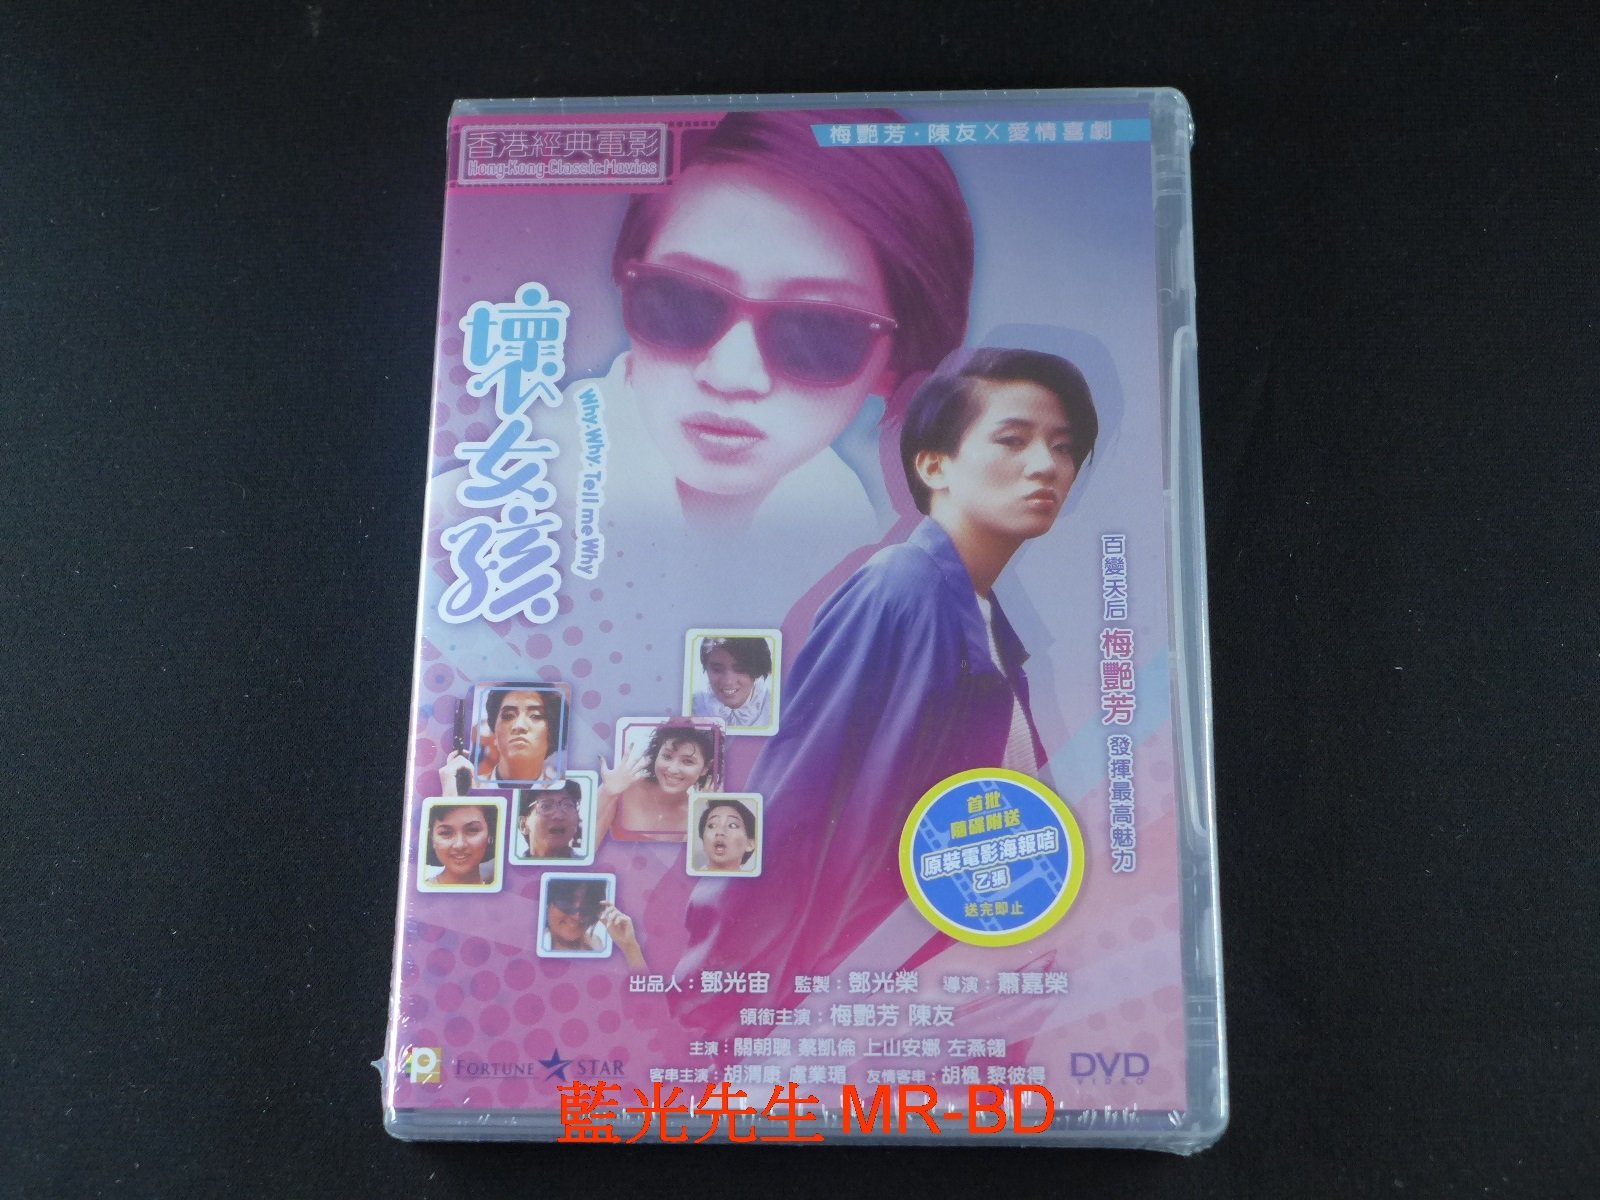 香港經典電影
Hong Kong Classic Movies
梅艷芳・陳友×愛情喜劇
壞女孩
Why.Why.Tell me Why
百變天后 梅艷芳 發揮最高魅力
首批
隨碟附送
原裝電影海報咭
乙張
送完即止
出品人：鄧光宙 監製：鄧光榮 導演：蕭嘉榮
領銜主演：梅艷芳 陳友
主演：關朝聰 蔡凱倫 上山安娜 左燕翎
客串主演：胡渭康 盧業瑂 友情客串：胡楓 黎彼得
P
FORTUNE STAR
DVD
VIDEO
藍光先生 MR-BD